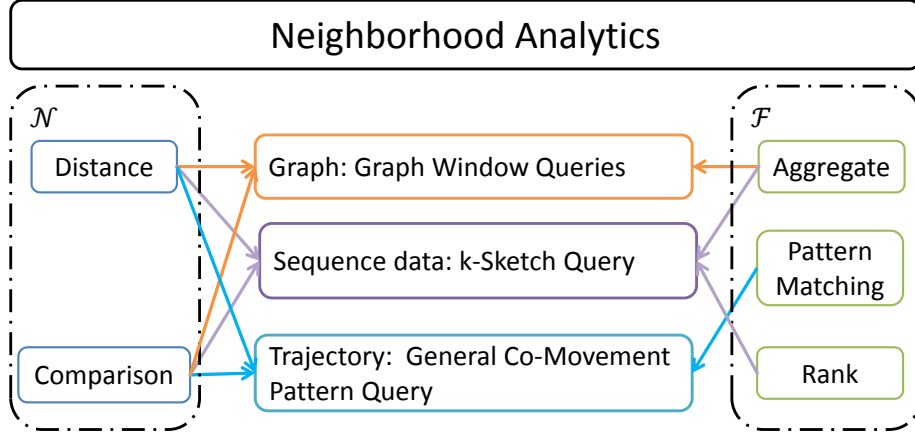 Neighborhood Analytics
𝒩
Distance
Comparison
Graph: Graph Window Queries
Sequence data: k-Sketch Query
Trajectory: General Co-Movement
Pattern Query
ℱ
Aggregate
Pattern
Matching
Rank